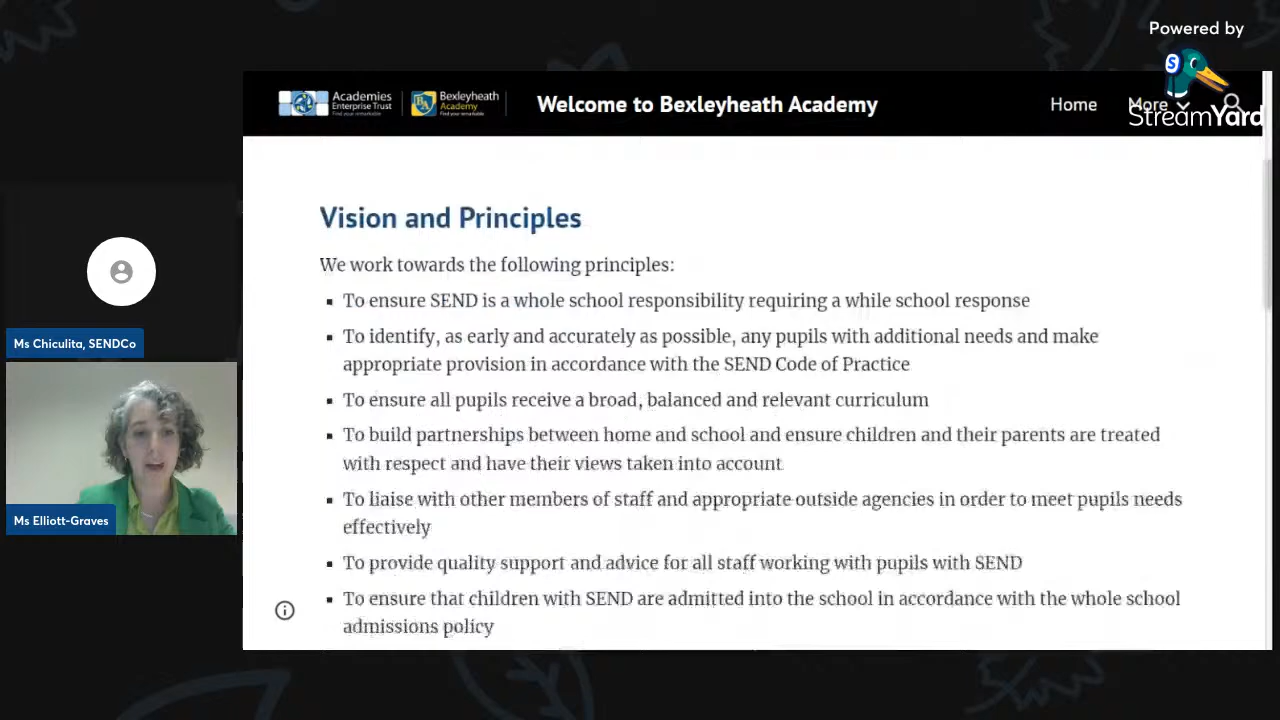 Powered by
StreamYard
Academies
Enterprise Trust
Find your remarkable
Bexleyheath
Academy
Find your remarkable
Welcome to Bexleyheath Academy
Home
More
Vision and Principles
We work towards the following principles:
▪ To ensure SEND is a whole school responsibility requiring a while school response
▪ To identify, as early and accurately as possible, any pupils with additional needs and make
appropriate provision in accordance with the SEND Code of Practice
▪ To ensure all pupils receive a broad, balanced and relevant curriculum
▪ To build partnerships between home and school and ensure children and their parents are treated
with respect and have their views taken into account
▪ To liaise with other members of staff and appropriate outside agencies in order to meet pupils needs
effectively
▪ To provide quality support and advice for all staff working with pupils with SEND
▪ To ensure that children with SEND are admitted into the school in accordance with the whole school
admissions policy
Ms Chiculita, SENDCo
Ms Elliott-Graves